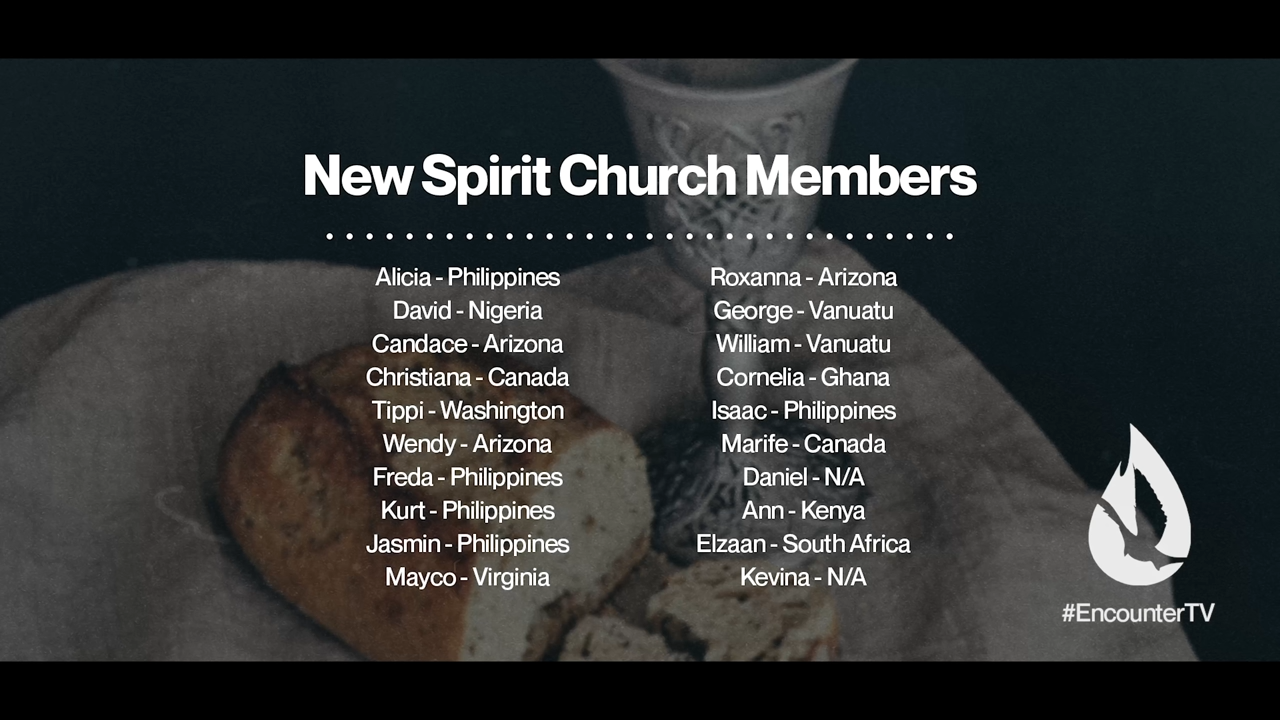 New Spirit Church Members
Alicia - Philippines
David - Nigeria
Candace - Arizona
Christiana - Canada
Tippi - Washington
Wendy - Arizona
Freda - Philippines
Kurt - Philippines
Jasmin - Philippines
Mayco - Virginia
Roxanna - Arizona
George - Vanuatu
William - Vanuatu
Cornelia - Ghana
Isaac - Philippines
Marife - Canada
Daniel - N/A
Ann - Kenya
Elzaan - South Africa
Kevina - N/A
#EncounterTV